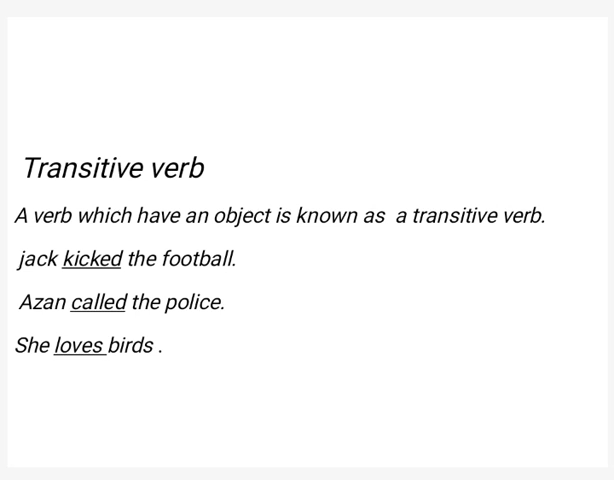 Transitive verb
A verb which have an object is known as  a transitive verb.
jack kicked the football.
Azan called the police.
She loves birds .